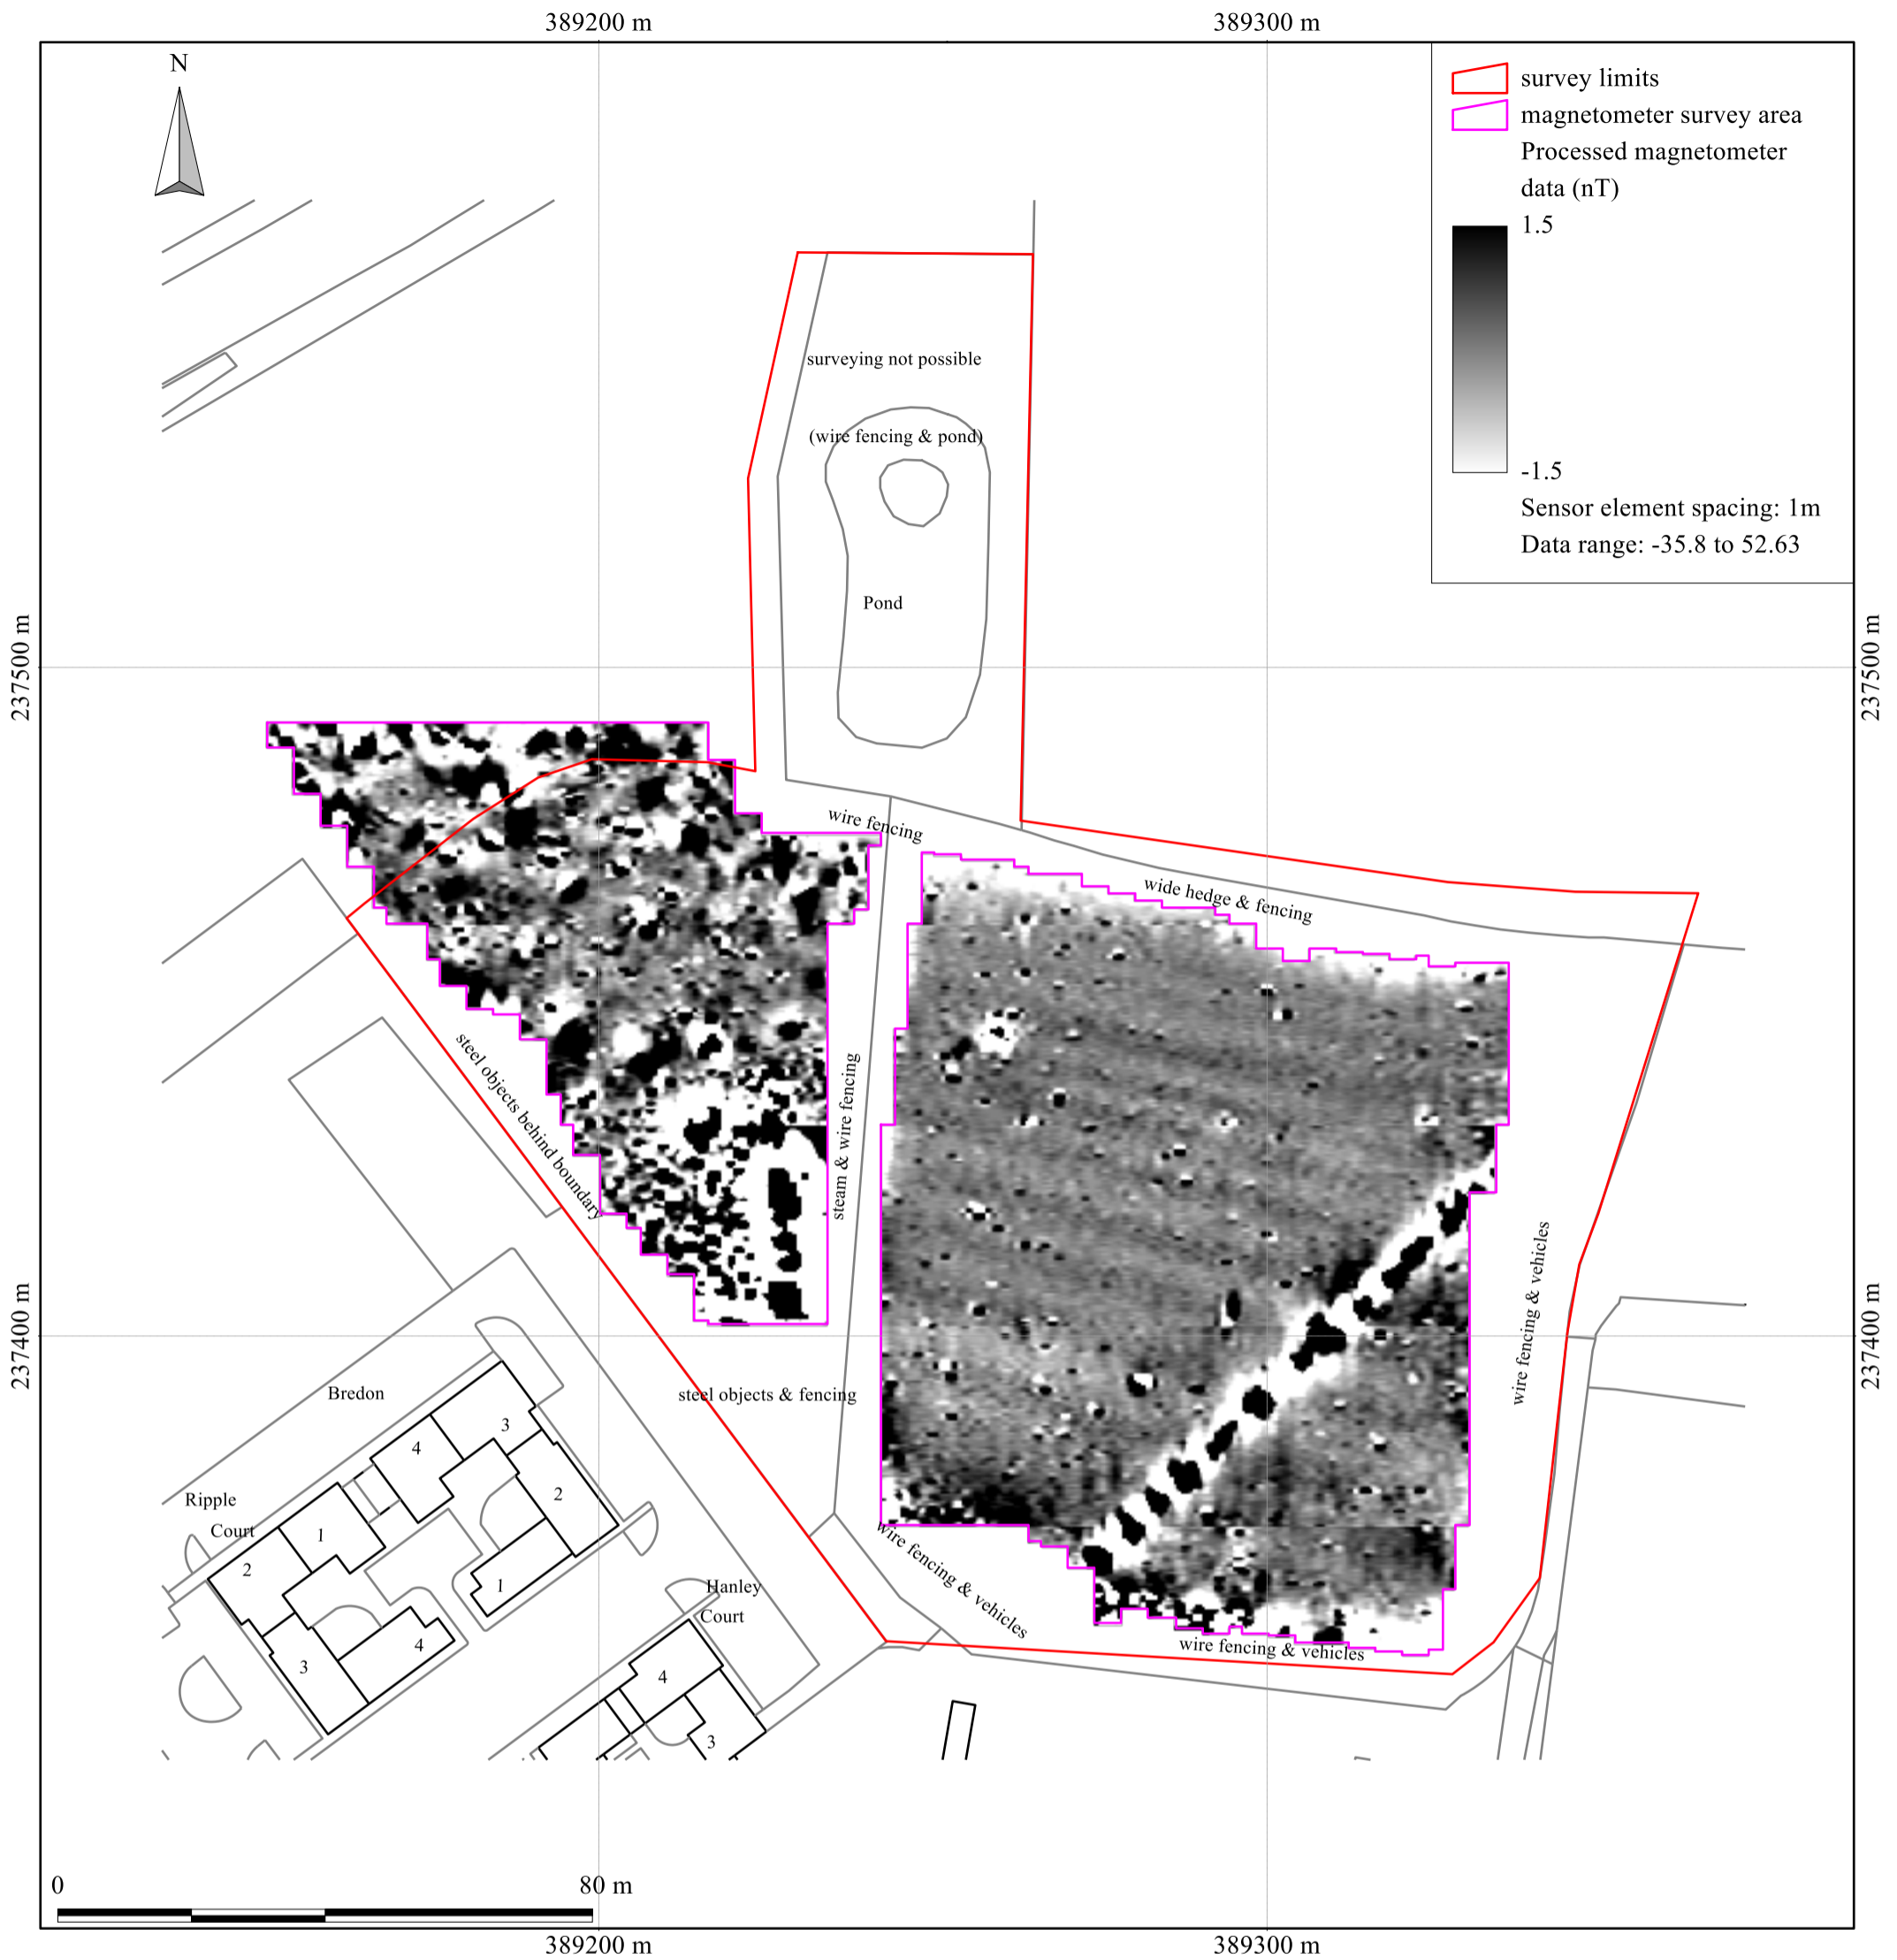 389200 m
389300 m
N
survey limits
magnetometer survey area
Processed magnetometer
data (nT)
1.5
-1.5
Sensor element spacing: 1m
Data range: -35.8 to 52.63
surveying not possible
(wire fencing & pond)
Pond
237500 m
237500 m
wire fencing
wide hedge & fencing
steel objects behind boundary
steam & wire fencing
wire fencing & vehicles
237400 m
237400 m
steel objects & fencing
Bredon
3
4
2
Ripple
Court
1
2
1
4
3
wire fencing & vehicles
Hanley
Court
wire fencing & vehicles
4
3
0
80 m
389200 m
389300 m